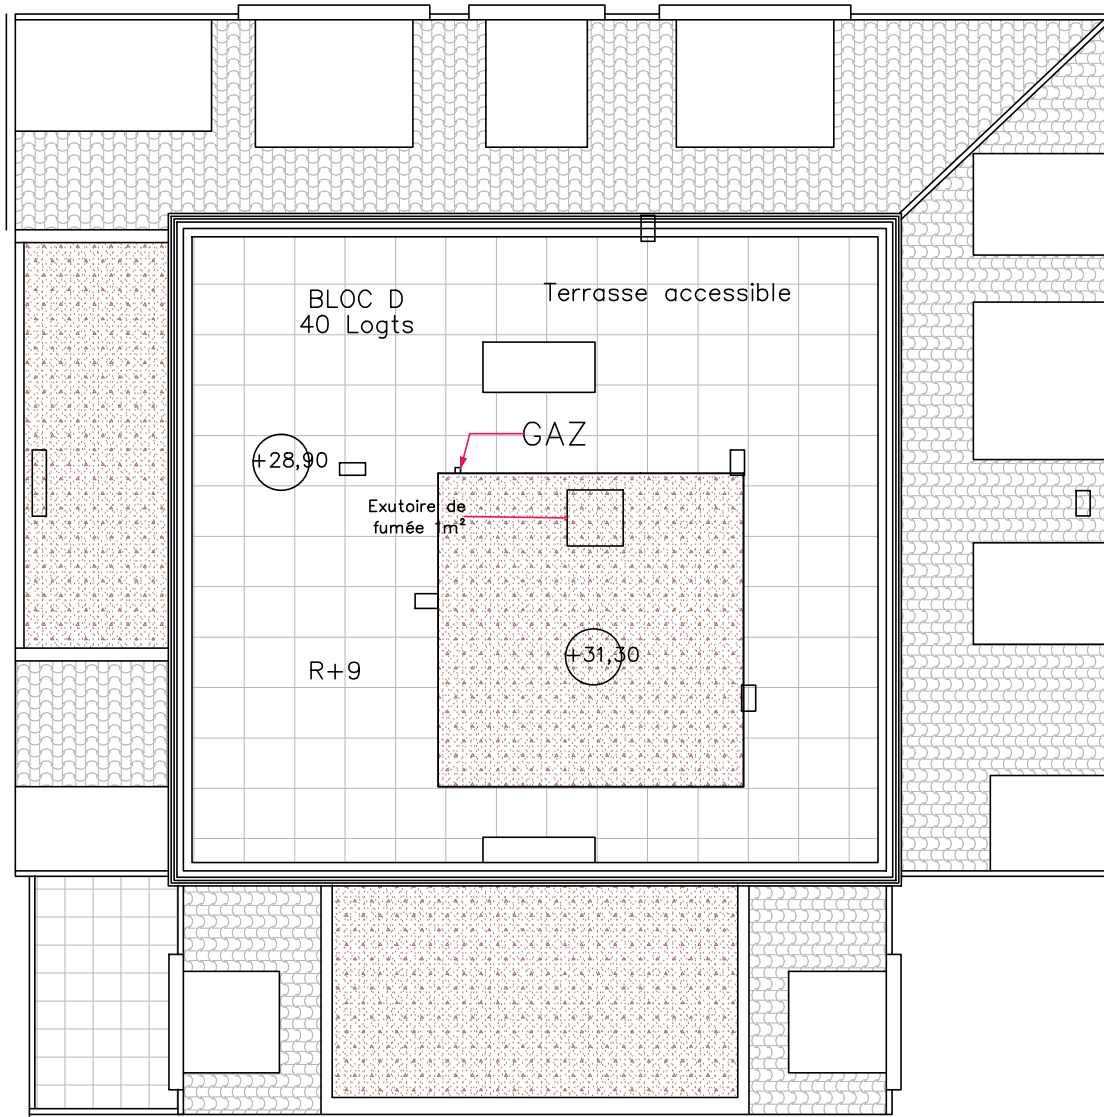 BLOC D
40 Logts
Terrasse accessible
GAZ
+28,90
Exutoire de
fumée 1m²
+31,30
R+9